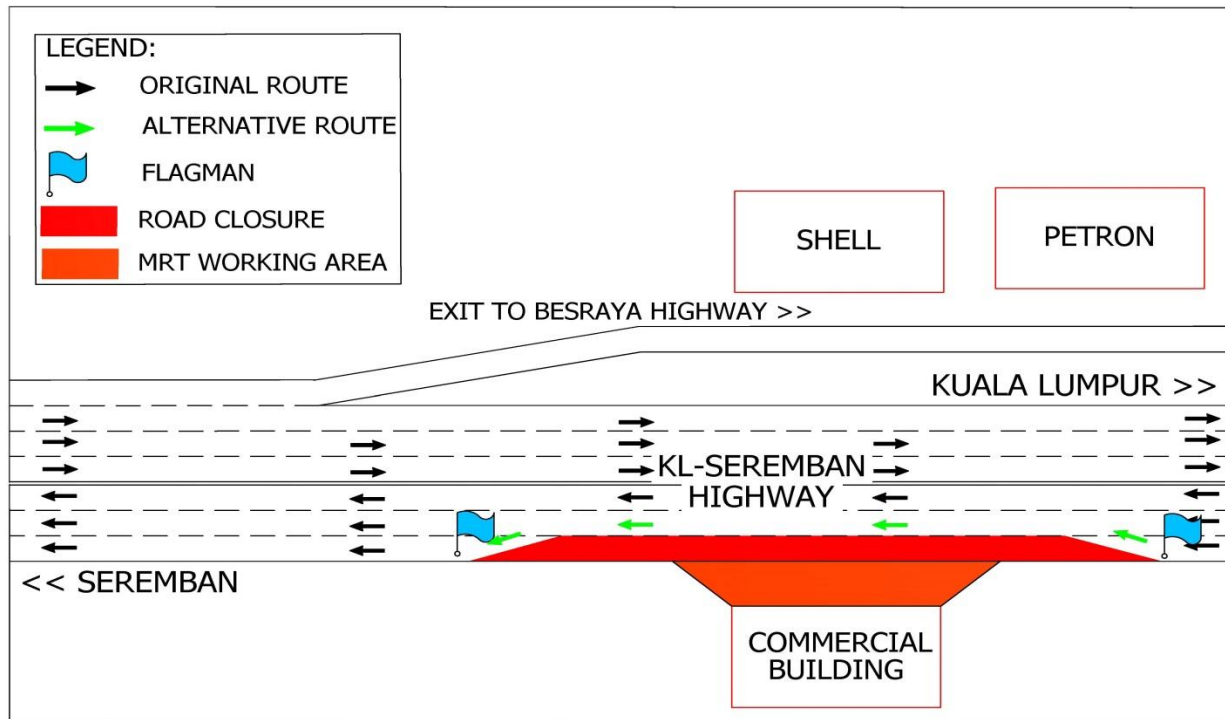 LEGEND:
ORIGINAL ROUTE
ALTERNATIVE ROUTE
FLAGMAN
ROAD CLOSURE
MRT WORKING AREA
SHELL
PETRON
EXIT TO BESRAYA HIGHWAY >>
KUALA LUMPUR >>
KL-SEREMBAN
HIGHWAY
<< SEREMBAN
COMMERCIAL
BUILDING